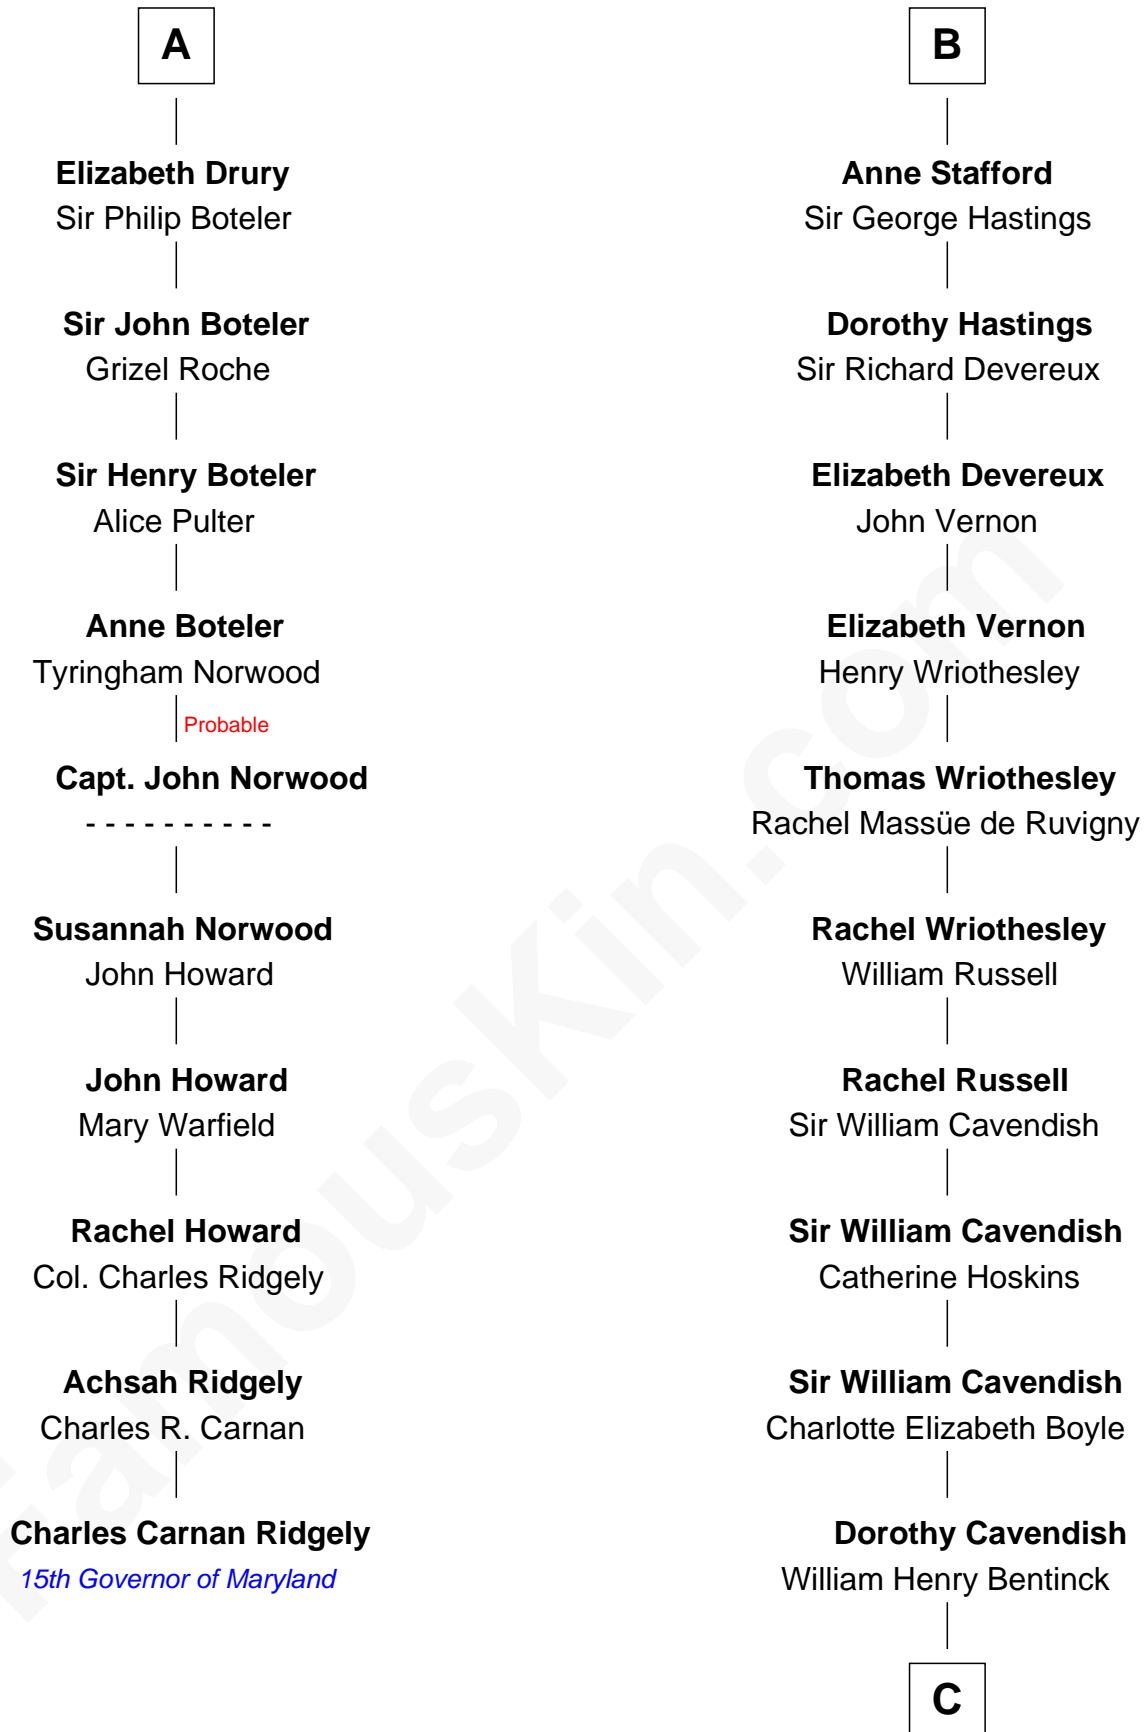 A
Elizabeth Drury
Sir Philip Boteler
Sir John Boteler
Grizel Roche
Sir Henry Boteler
Alice Pulter
Anne Boteler
Tyringham Norwood
Probable
Capt. John Norwood
- - - - - - - - - -
Susannah Norwood
John Howard
John Howard
Mary Warfield
Rachel Howard
Col. Charles Ridgely
Achsah Ridgely
Charles R. Carnan
Charles Carnan Ridgely
15th Governor of Maryland
B
Anne Stafford
Sir George Hastings
Dorothy Hastings
Sir Richard Devereux
Elizabeth Devereux
John Vernon
Elizabeth Vernon
Henry Wriothesley
Thomas Wriothesley
Rachel Massüe de Ruvigny
Rachel Wriothesley
William Russell
Rachel Russell
Sir William Cavendish
Sir William Cavendish
Catherine Hoskins
Sir William Cavendish
Charlotte Elizabeth Boyle
Dorothy Cavendish
William Henry Bentinck
C
FamousKin.com